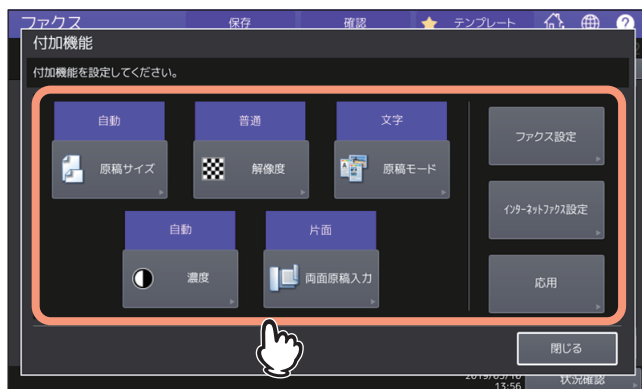 ファクス 保存 確認 テンプレート ?
付加機能
付加機能を設定してください。
自動 普通 文字
原稿サイズ 解像度 原稿モード
ファクス設定
インターネットファクス設定
自動 片面
濃度 両面原稿入力
応用
閉じる
13:56 状況確認